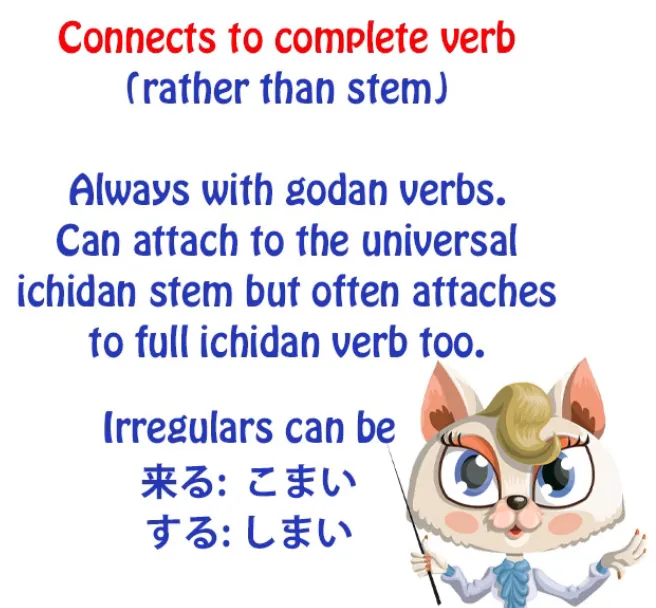 Connects to complete verb
(rather than stem)
Always with godan verbs.
Can attach to the universal
ichidan stem but often attaches
to full ichidan verb too.
Irregulars can be
来る: こまい
する: しまい